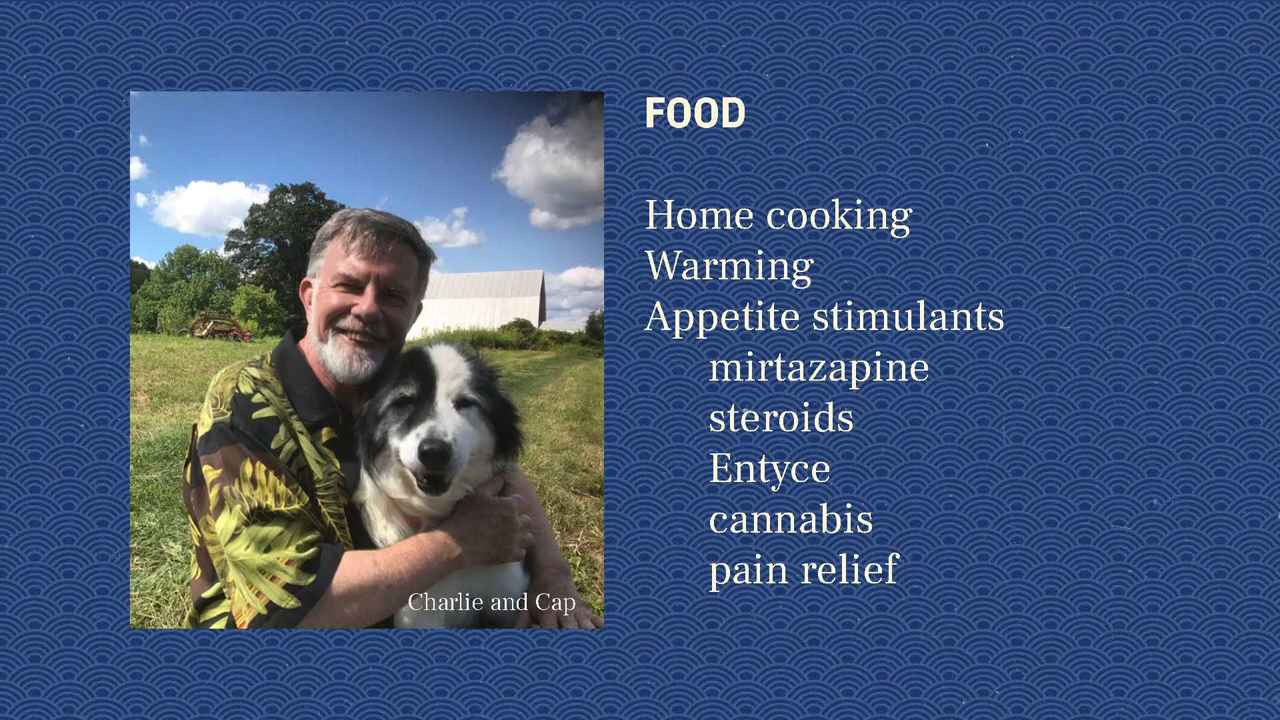 FOOD
Home cooking
Warming
Appetite stimulants
mirtazapine
steroids
Entyce
cannabis
pain relief
Charlie and Cap